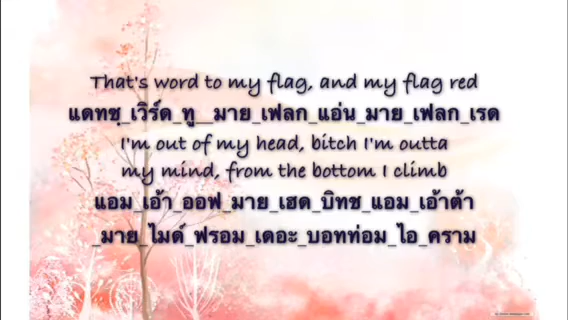 That's word to my flag, and my flag red
แดทซฺ_เวิร์ด_ทู__มาย_เฟลก_แอ่น_มาย_เฟลก_เรด
I'm out of my head, bitch I'm outta
my mind, from the bottom I climb
แอม_เอ้า_ออฟ_มาย_เฮด_บิทช_แอม_เอ้าต้า
_มาย_ไมด์_ฟรอม_เดอะ_บอทท่อม_ไอ_คราม